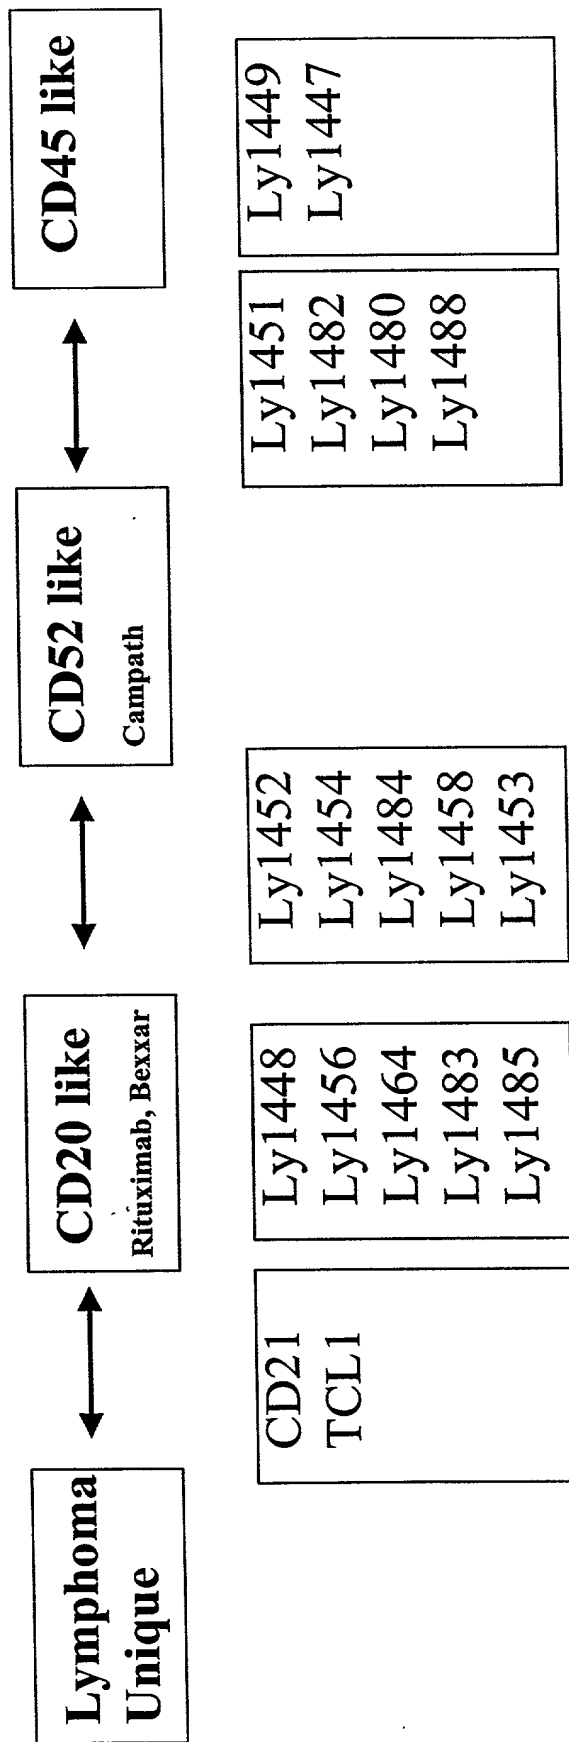 Lymphoma
Unique
CD20 like
Rituximab, Bexxar
CD52 like
Campath
CD45 like
CD21
TCL1
Ly1448
Ly1456
Ly1464
Ly1483
Ly1485
Ly1452
Ly1454
Ly1484
Ly1458
Ly1453
Ly1451
Ly1482
Ly1480
Ly1488
Ly1449
Ly1447